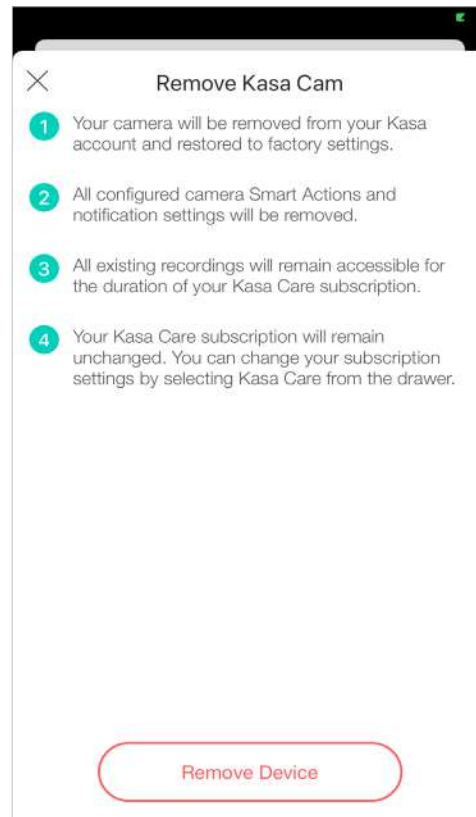 Remove Kasa Cam
1
Your camera will be removed from your Kasa
account and restored to factory settings.
2
All configured camera Smart Actions and
notification settings will be removed.
3
All existing recordings will remain accessible for
the duration of your Kasa Care subscription.
4
Your Kasa Care subscription will remain
unchanged. You can change your subscription
settings by selecting Kasa Care from the drawer.
Remove Device